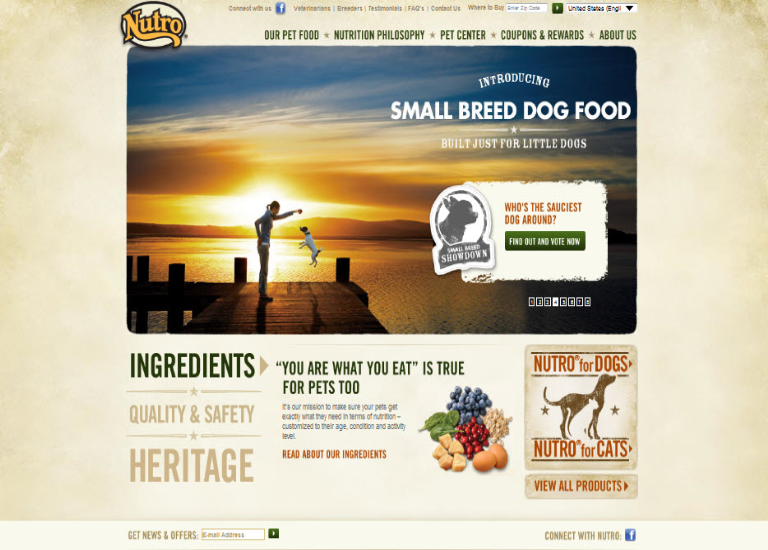 Connect with us
Veterinarians | Breeders | Testimonials | FAQ's | Contact Us
Where to Buy
Enter Zip Code
United States (Engl
Nutro
OUR PET FOOD ★ NUTRITION PHILOSOPHY ★ PET CENTER ★ COUPONS & REWARDS ★ ABOUT US
INTRODUCING
SMALL BREED DOG FOOD
BUILT JUST FOR LITTLE DOGS
WHO'S THE SAUCIEST
DOG AROUND?
FIND OUT AND VOTE NOW
SMALL BREED
SHOWDOWN
INGREDIENTS
QUALITY & SAFETY
HERITAGE
“YOU ARE WHAT YOU EAT” IS TRUE
FOR PETS TOO
It's our mission to make sure your pets get
exactly what they need in terms of nutrition –
customized to their age, condition and activity
level.
READ ABOUT OUR INGREDIENTS
NUTRO® for DOGS
NUTRO® for CATS
VIEW ALL PRODUCTS
GET NEWS & OFFERS:
E-mail Address
CONNECT WITH NUTRO: